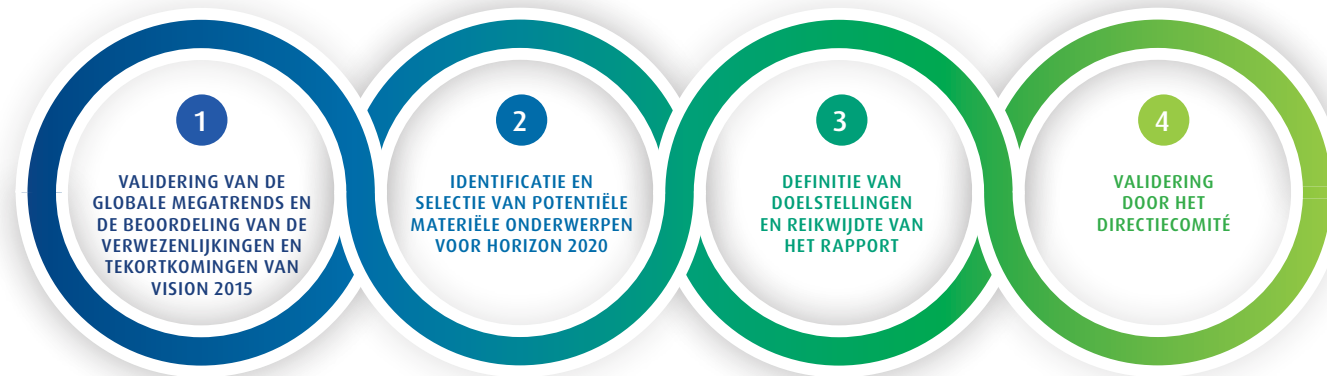 1
VALIDERING VAN DE
GLOBALE MEGATRENDS EN
DE BEOORDELING VAN DE
VERWEZENLIJKINGEN EN
TEKORTKOMINGEN VAN
VISION 2015
2
IDENTIFICATIE EN
SELECTIE VAN POTENTIËLE
MATERIËLE ONDERWERPEN
VOOR HORIZON 2020
3
DEFINITIE VAN
DOELSTELLINGEN
EN REIKWIJDTE VAN
HET RAPPORT
4
VALIDERING
DOOR HET
DIRECTIECOMITÉ